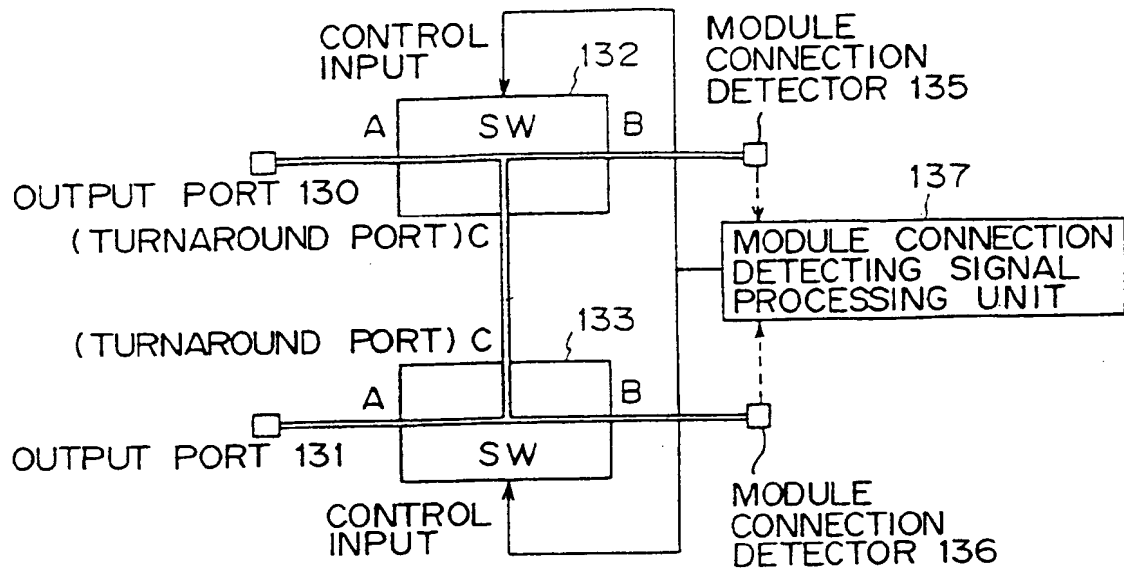 CONTROL
INPUT
132
MODULE
CONNECTION
DETECTOR 135
A
SW
B
OUTPUT PORT 130
(TURNAROUND PORT) C
137
MODULE CONNECTION
DETECTING SIGNAL
PROCESSING UNIT
(TURNAROUND PORT) C
133
A
B
OUTPUT PORT 131
SW
CONTROL
INPUT
MODULE
CONNECTION
DETECTOR 136